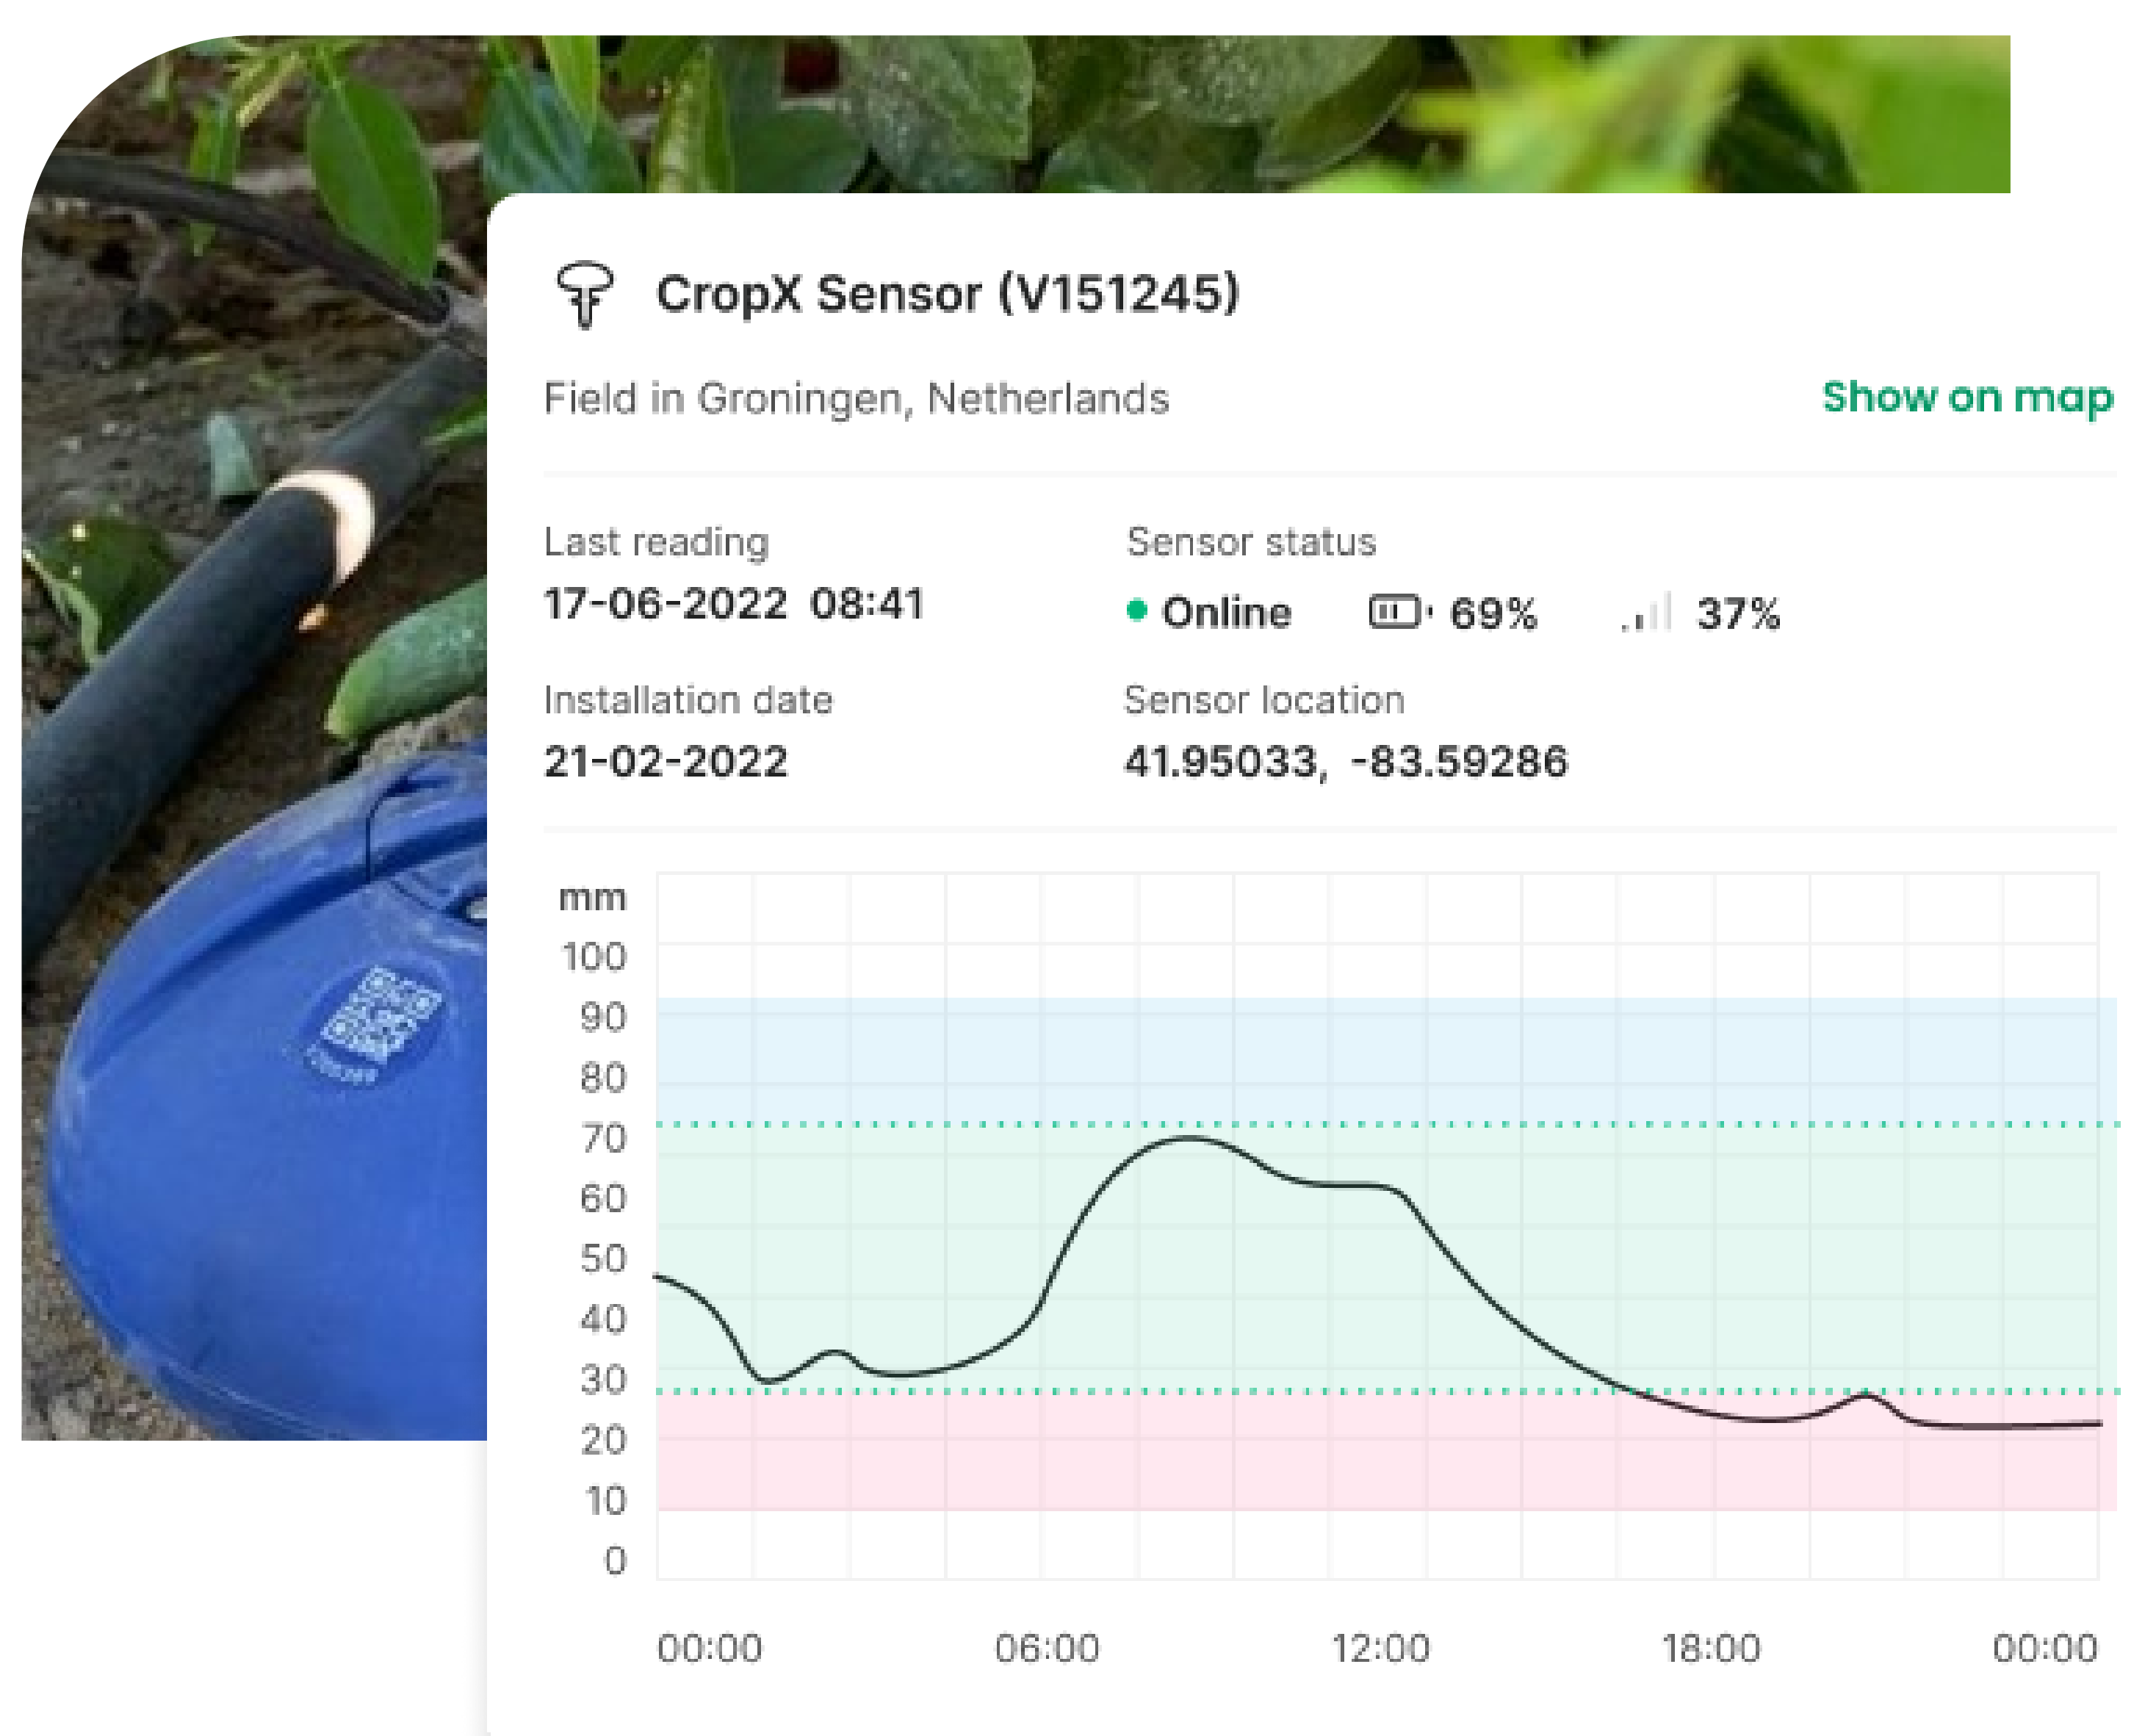 CropX Sensor (V151245)
Field in Groningen, Netherlands
Show on map
Last reading
17-06-2022 08:41
Sensor status
Online 69% 37%
Installation date
21-02-2022
Sensor location
41.95033, -83.59286
mm
100
90
80
70
60
50
40
30
20
10
0
00:00 06:00 12:00 18:00 00:00